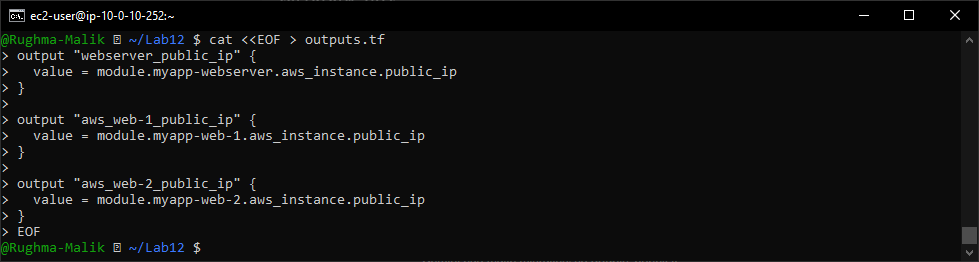 ec2-user@ip-10-0-10-252:~
@Rughma-Malik ~/Lab12 $ cat <<EOF > outputs.tf
> output "webserver_public_ip" {
>   value = module.myapp-webserver.aws_instance.public_ip
> }
>
> output "aws_web-1_public_ip" {
>   value = module.myapp-web-1.aws_instance.public_ip
> }
>
> output "aws_web-2_public_ip" {
>   value = module.myapp-web-2.aws_instance.public_ip
> }
> EOF
@Rughma-Malik ~/Lab12 $